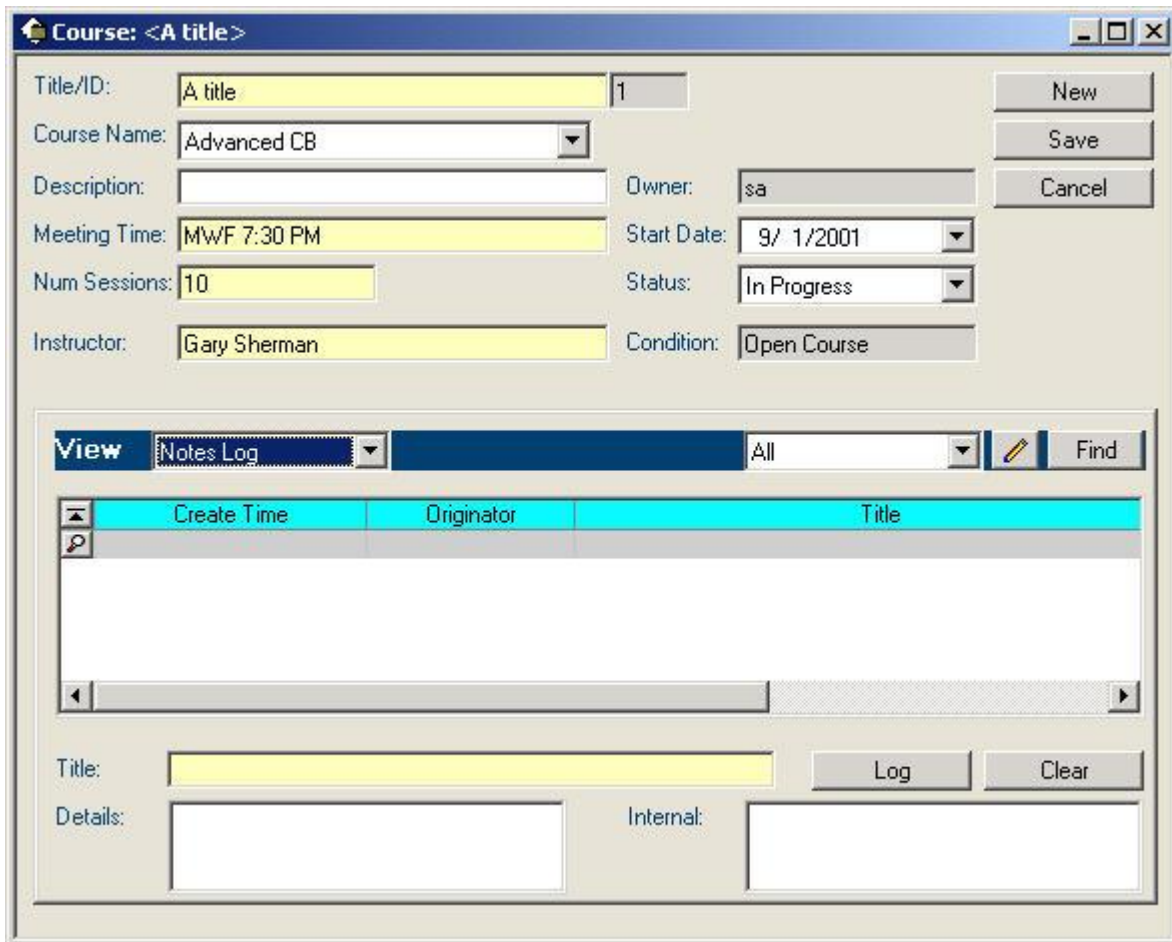 Course: <A title>
Title/ID: A title 1 New
Course Name: Advanced CB Save
Description: Owner: sa Cancel
Meeting Time: MWF 7:30 PM Start Date: 9/ 1/2001
Num Sessions: 10 Status: In Progress
Instructor: Gary Sherman Condition: Open Course
View Notes Log All Find
Create Time Originator Title
Title: Log Clear
Details: Internal: